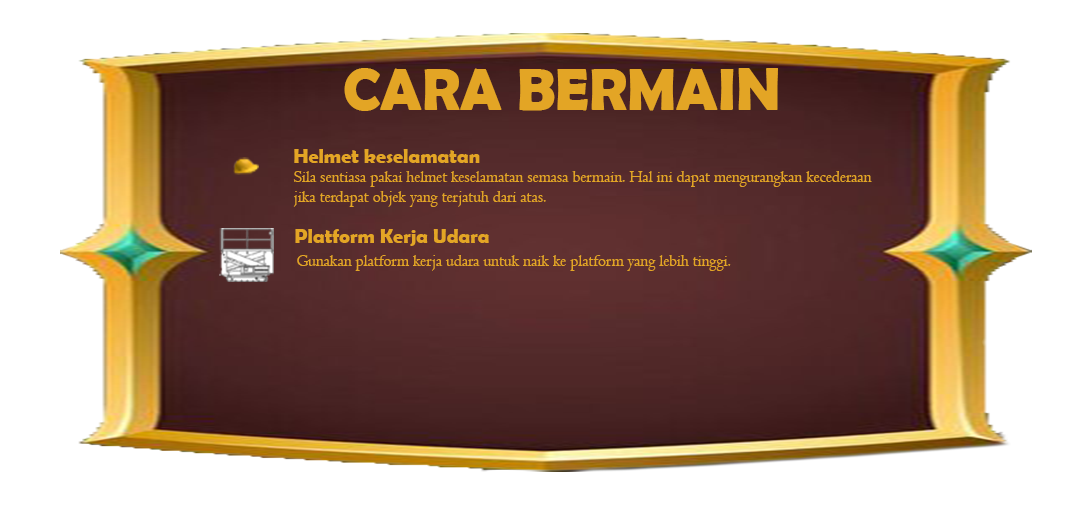 CARA BERMAIN
Helmet keselamatan
Sila sentiasa pakai helmet keselamatan semasa bermain. Hal ini dapat mengurangkan kecederaan
jika terdapat objek yang terjatuh dari atas.
Platform Kerja Udara
Gunakan platform kerja udara untuk naik ke platform yang lebih tinggi.